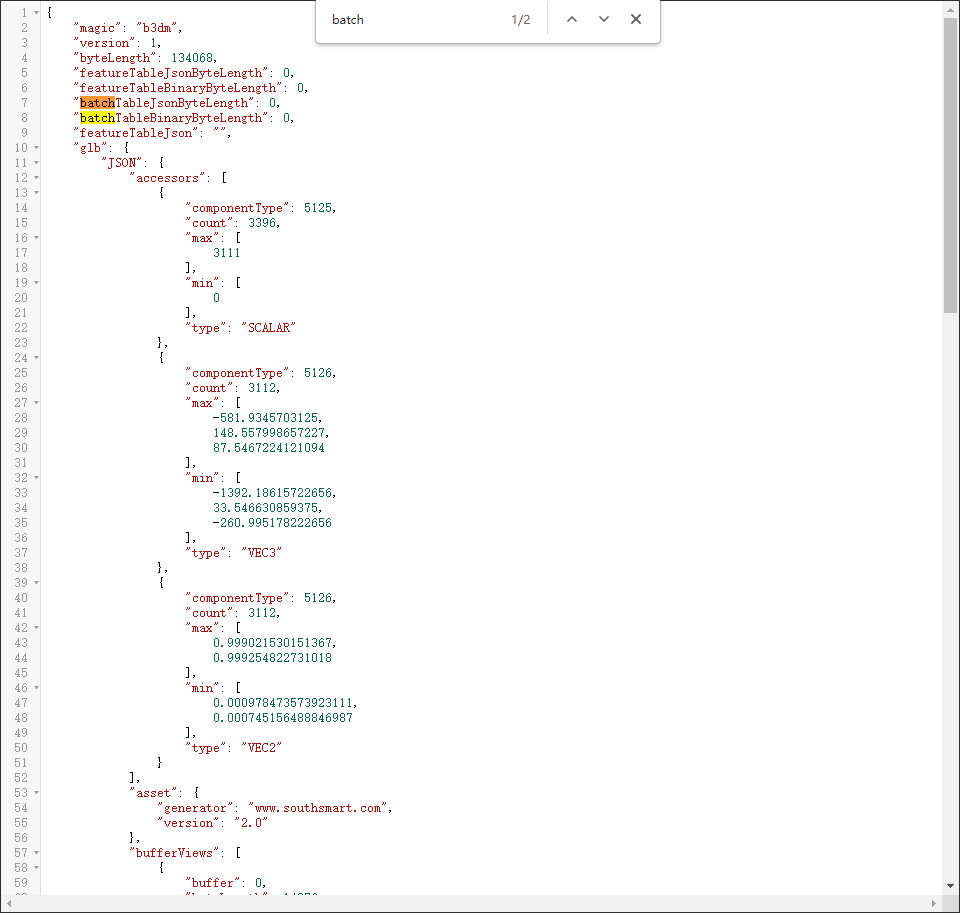 batch 1/2
1 {
2 "magic": "b3dm",
3 "version": 1,
4 "byteLength": 134068,
5 "featureTableJsonByteLength": 0,
6 "featureTableBinaryByteLength": 0,
7 "batchTableJsonByteLength": 0,
8 "batchTableBinaryByteLength": 0,
9 "featureTableJson": "",
10 "glb": {
11 "JSON": {
12 "accessors": [
13 {
14 "componentType": 5125,
15 "count": 3396,
16 "max": [
17 3111
18 ],
19 "min": [
20 0
21 ],
22 "type": "SCALAR"
23 },
24 {
25 "componentType": 5126,
26 "count": 3112,
27 "max": [
28 -581.9345703125,
29 148.557998657227,
30 87.5467224121094
31 ],
32 "min": [
33 -1392.18615722656,
34 33.546630859375,
35 -260.995178222656
36 ],
37 "type": "VEC3"
38 },
39 {
40 "componentType": 5126,
41 "count": 3112,
42 "max": [
43 0.999021530151367,
44 0.999254822731018
45 ],
46 "min": [
47 0.000978473573923111,
48 0.000745156488846987
49 ],
50 "type": "VEC2"
51 }
52 ],
53 "asset": {
54 "generator": "www.southsmart.com",
55 "version": "2.0"
56 },
57 "bufferViews": [
58 {
59 "buffer": 0,